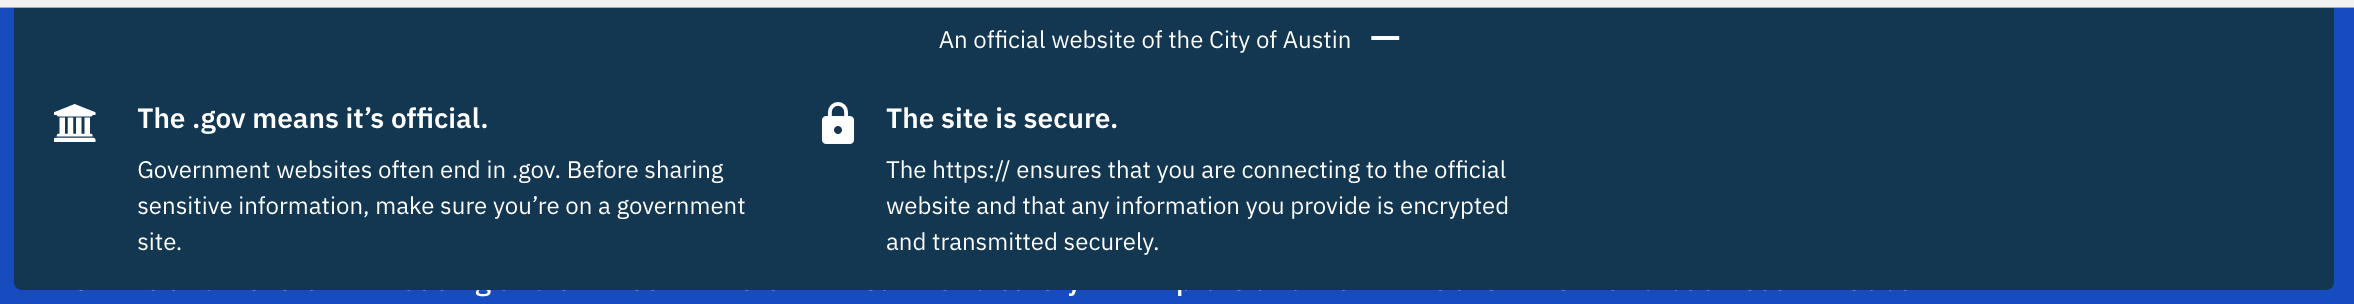 An official website of the City of Austin
The .gov means it’s official.
Government websites often end in .gov. Before sharing
sensitive information, make sure you’re on a government
site.
The site is secure.
The https:// ensures that you are connecting to the official
website and that any information you provide is encrypted
and transmitted securely.